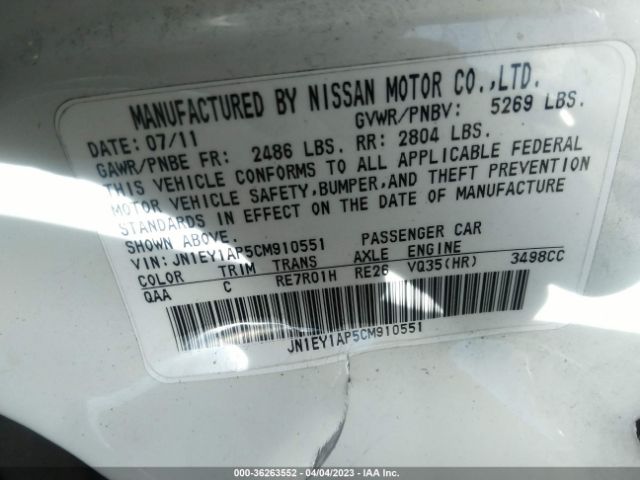 MANUFACTURED BY NISSAN MOTOR CO.,LTD.
DATE: 07/11 GVWR/PNBV: 5269 LBS.
GAWR/PNBE FR: 2486 LBS. RR: 2804 LBS.
THIS VEHICLE CONFORMS TO ALL APPLICABLE FEDERAL
MOTOR VEHICLE SAFETY,BUMPER,AND THEFT PREVENTION
STANDARDS IN EFFECT ON THE DATE OF MANUFACTURE
SHOWN ABOVE.
VIN: JN1EY1AP5CM910551 PASSENGER CAR
COLOR TRIM TRANS AXLE ENGINE
QAA C RE7R01H RE26 VQ35(HR) 3498CC
JN1EY1AP5CM910551
000-36263552 - 04/04/2023 - IAA Inc.